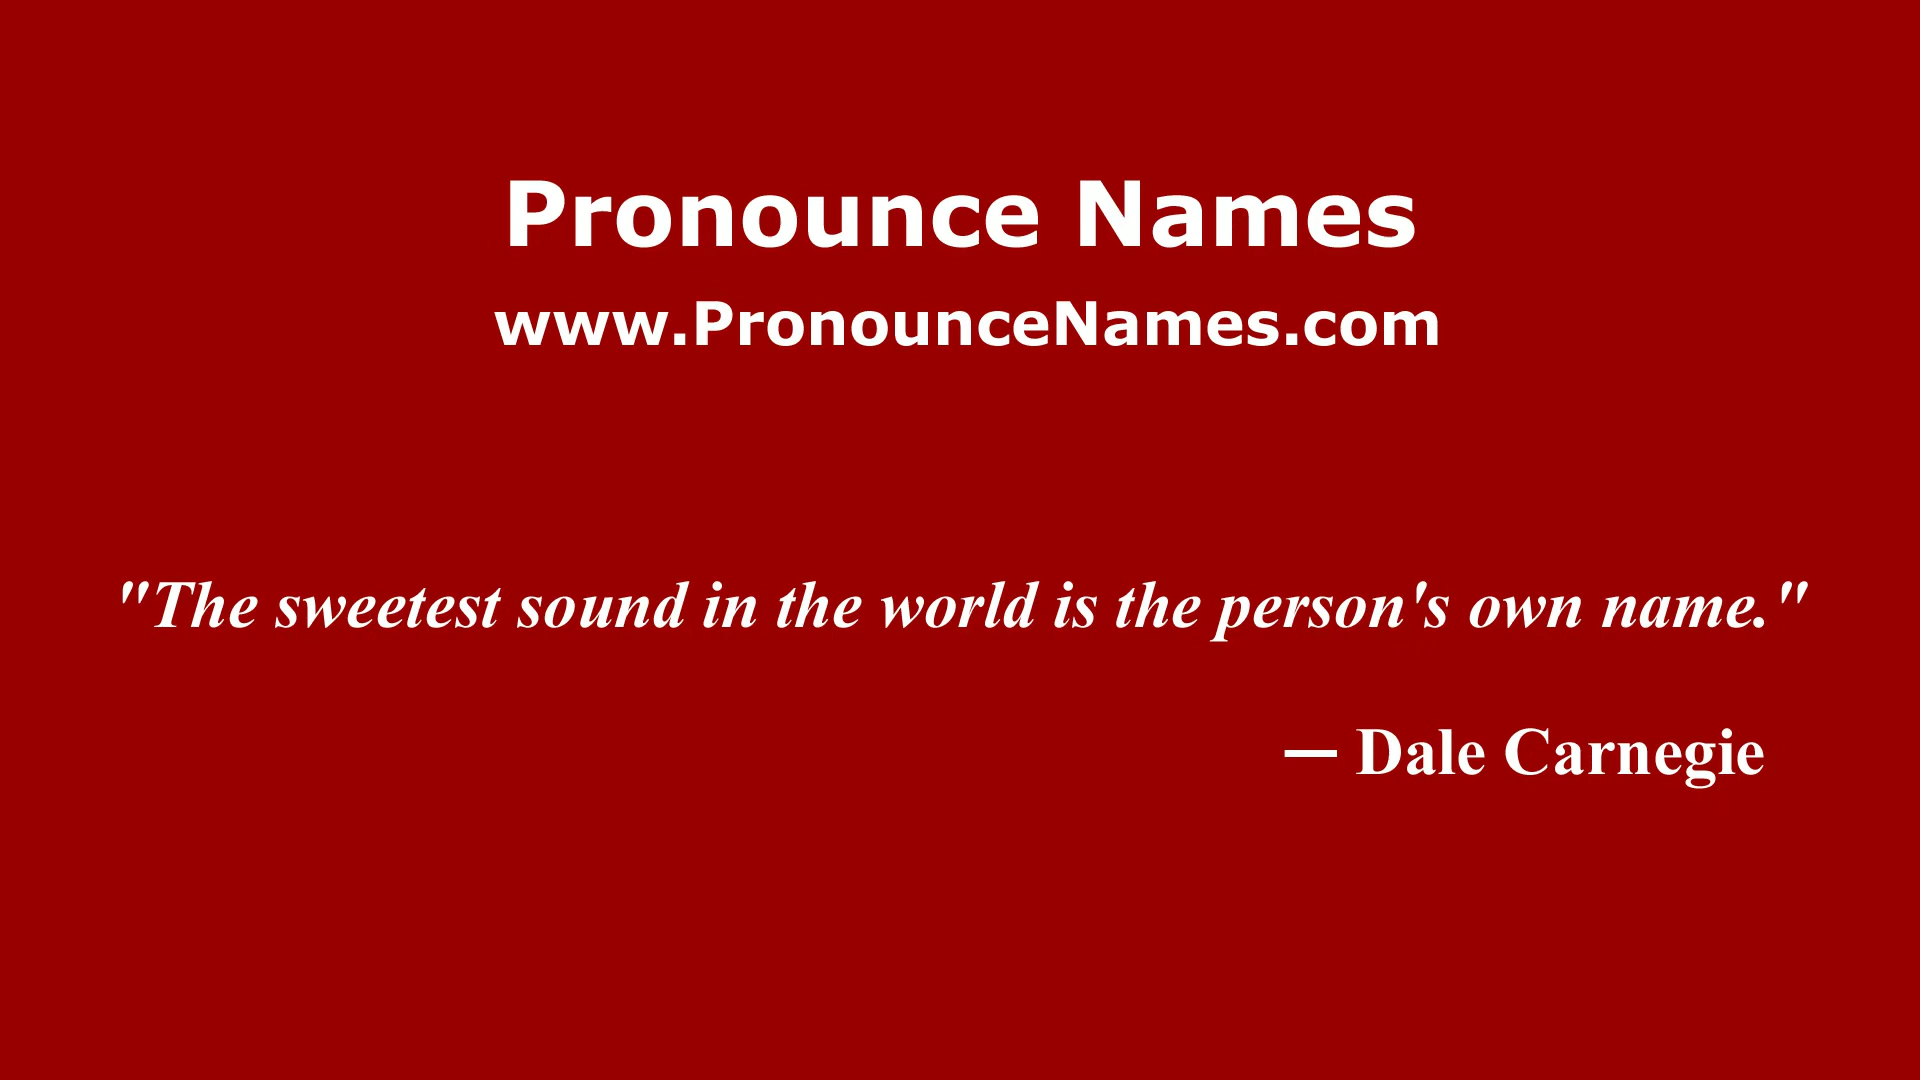 Pronounce Names
www.PronounceNames.com
"The sweetest sound in the world is the person's own name."
— Dale Carnegie